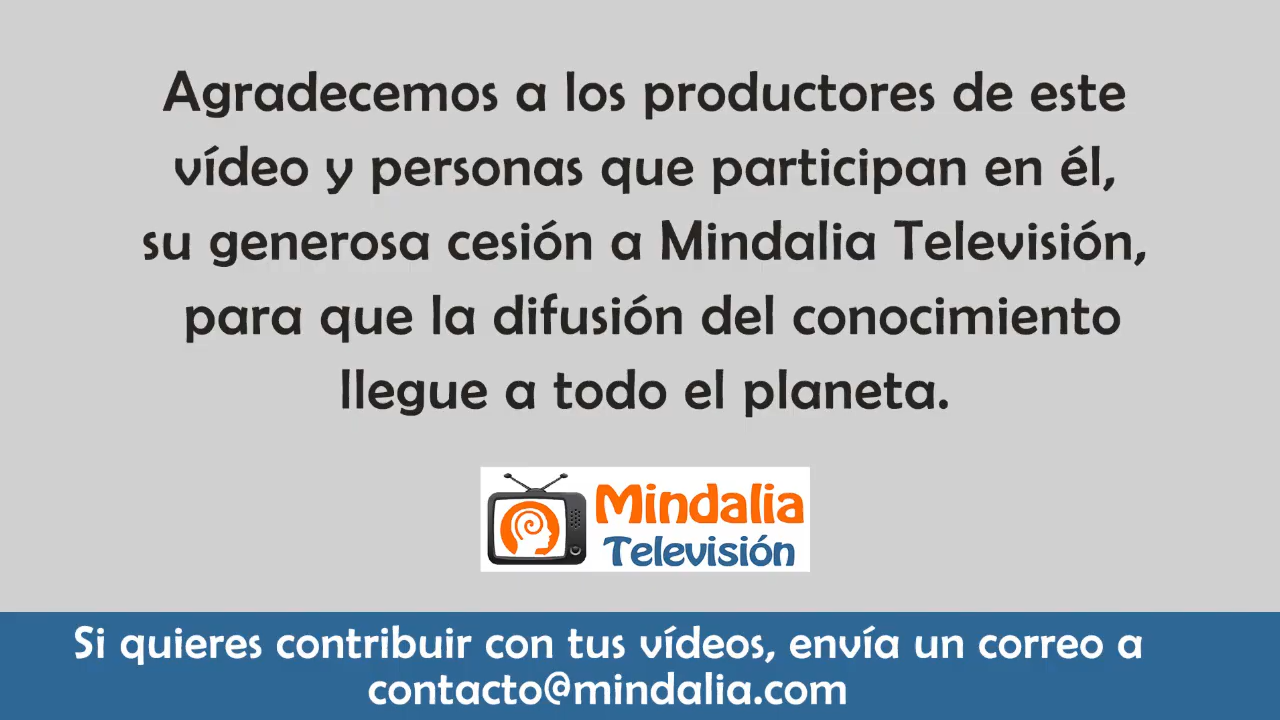 Agradecemos a los productores de este
vídeo y personas que participan en él,
su generosa cesión a Mindalia Televisión,
para que la difusión del conocimiento
llegue a todo el planeta.
Mindalia
Televisión
Si quieres contribuir con tus vídeos, envía un correo a
contacto@mindalia.com